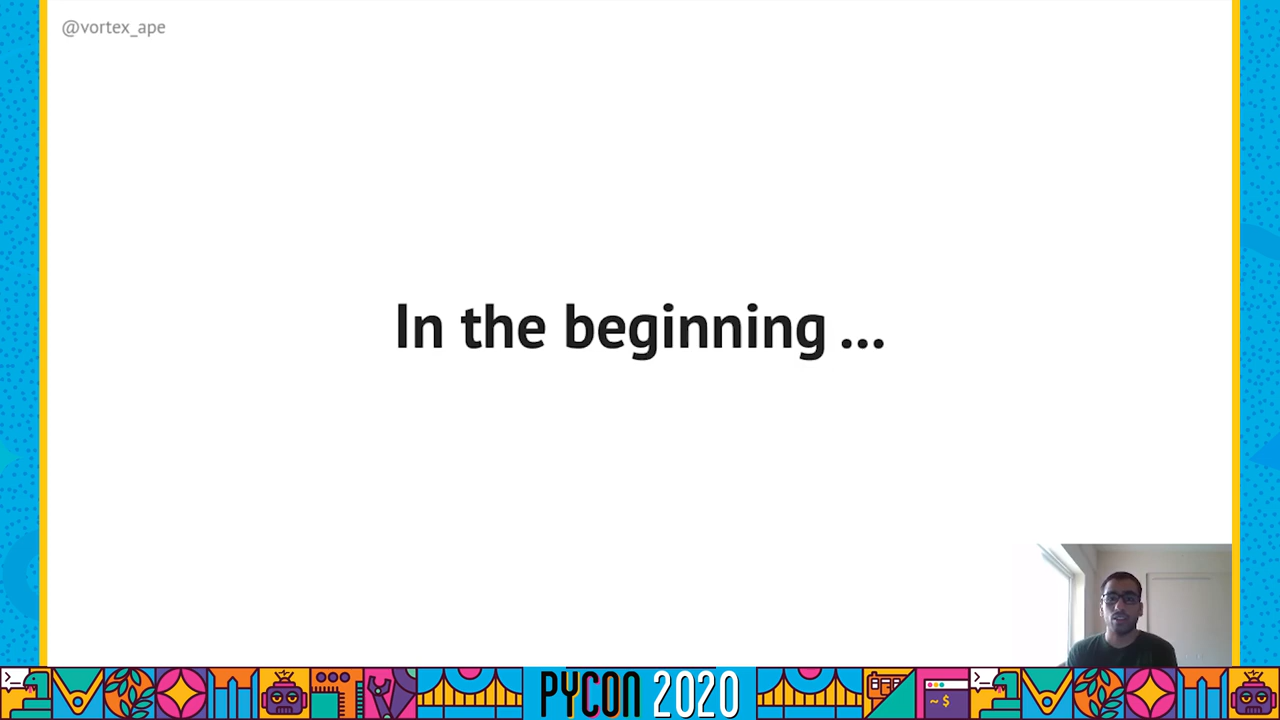 @vortex_ape
In the beginning ...
PYCON 2020
~$